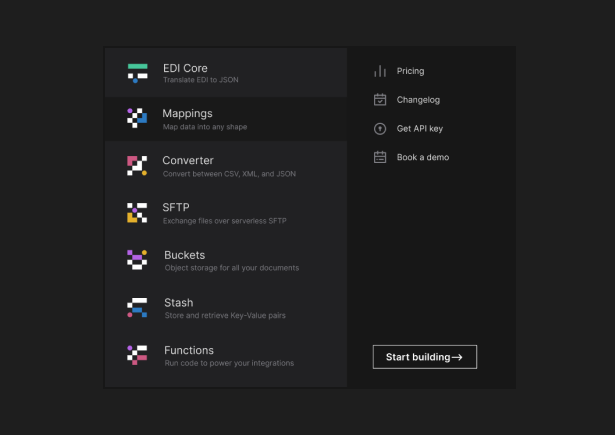 EDI Core
Translate EDI to JSON
Mappings
Map data into any shape
Converter
Convert between CSV, XML, and JSON
SFTP
Exchange files over serverless SFTP
Buckets
Object storage for all your documents
Stash
Store and retrieve Key-Value pairs
Functions
Run code to power your integrations
Pricing
Changelog
Get API key
Book a demo
Start building→